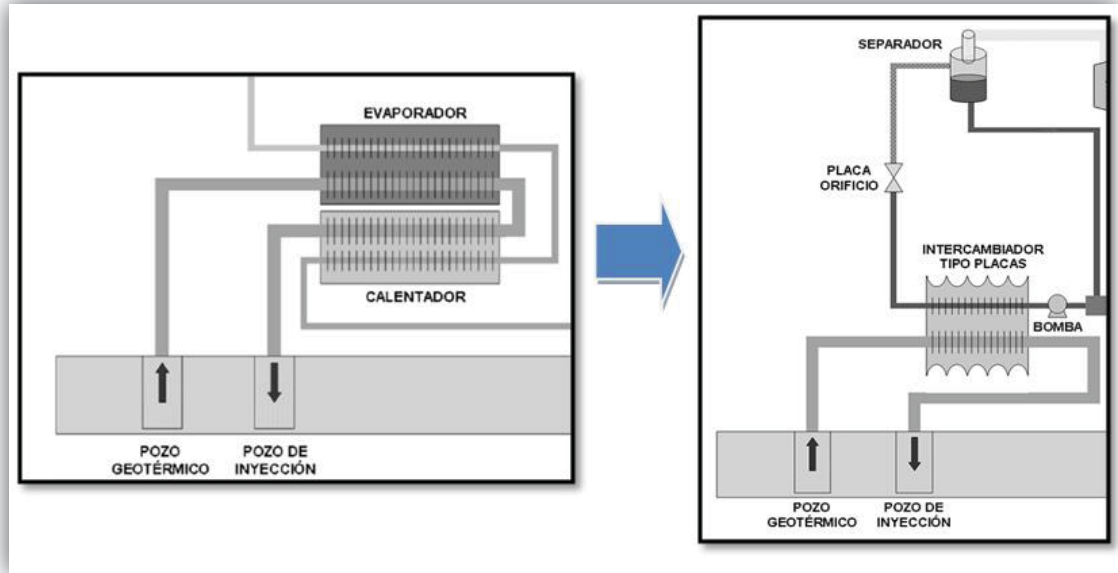 EVAPORADOR
CALENTADOR
POZO
GEOTÉRMICO
POZO DE
INYECCIÓN
SEPARADOR
PLACA
ORIFICIO
INTERCAMBIADOR
TIPO PLACAS
BOMBA
POZO
GEOTÉRMICO
POZO DE
INYECCIÓN